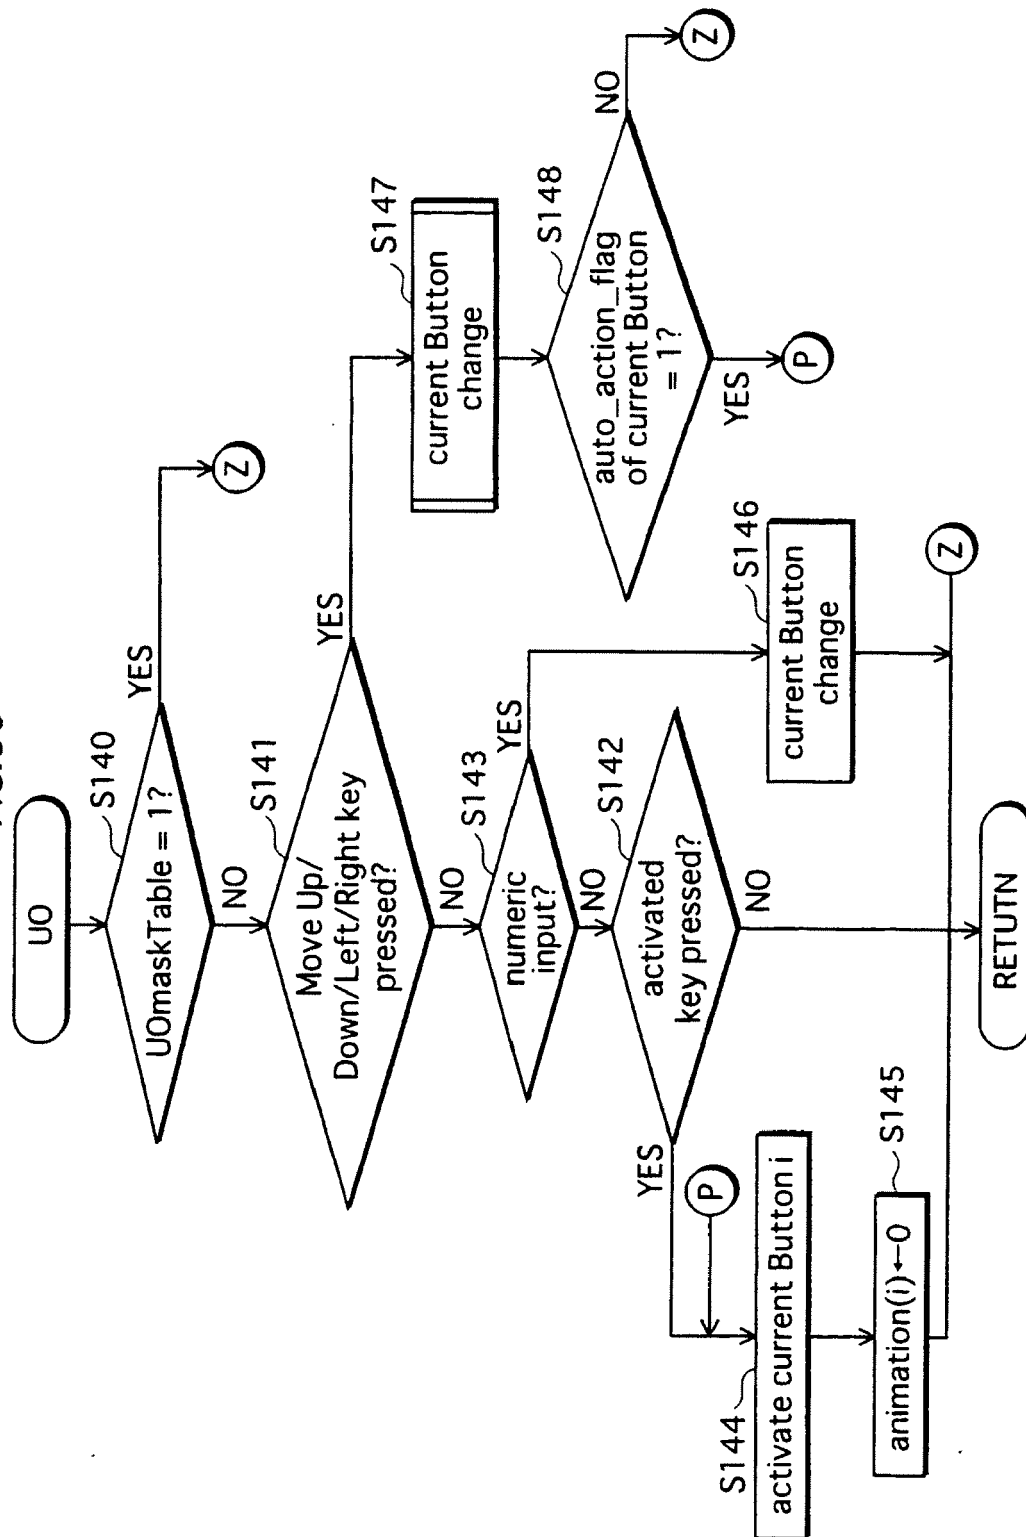 UO
S140
UOmaskTable = 1?
YES
Z
NO
S141
Move Up/
Down/Left/Right key
pressed?
YES
S147
current Button
change
S148
auto_action_flag
of current Button
= 1?
NO
Z
YES
P
NO
S143
numeric
input?
YES
S146
current Button
change
Z
NO
S142
activated
key pressed?
YES
P
NO
S144
activate current Button i
S145
animation(i)←0
RETUTN